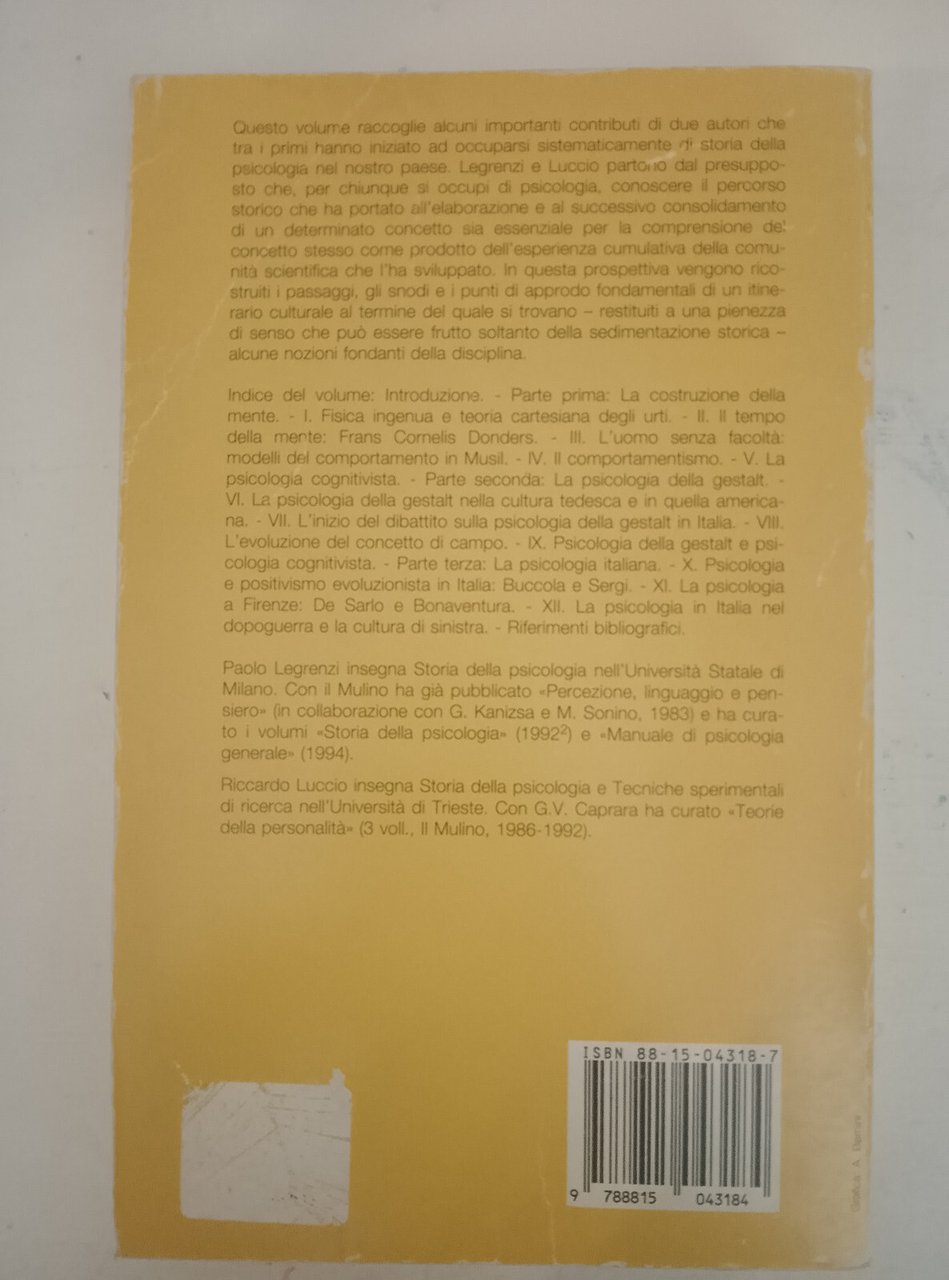 Questo volume raccoglie alcuni importanti contributi di due autori che
tra i primi hanno iniziato ad occuparsi sistematicamente di storia della
psicologia nel nostro paese. Legrenzi e Luccio partono dal presuppo-
sto che, per chiunque si occupi di psicologia, conoscere il percorso
storico che ha portato all'elaborazione e al successivo consolidamento
di un determinato concetto sia essenziale per la comprensione del
concetto stesso come prodotto dell'esperienza cumulativa della comu-
nità scientifica che l'ha sviluppato. In questa prospettiva vengono rico-
struiti i passaggi, gli snodi e i punti di approdo fondamentali di un itine-
rario culturale al termine del quale si trovano – restituiti a una pienezza
di senso che può essere frutto soltanto della sedimentazione storica –
alcune nozioni fondanti della disciplina.
Indice del volume: Introduzione. - Parte prima: La costruzione della
mente. - I. Fisica ingenua e teoria cartesiana degli urti. - II. Il tempo
della mente: Frans Cornelis Donders. - III. L'uomo senza facoltà:
modelli del comportamento in Musil. - IV. Il comportamentismo. - V. La
psicologia cognitivista. - Parte seconda: La psicologia della gestalt. -
VI. La psicologia della gestalt nella cultura tedesca e in quella america-
na. - VII. L'inizio del dibattito sulla psicologia della gestalt in Italia. - VIII.
L'evoluzione del concetto di campo. - IX. Psicologia della gestalt e psi-
cologia cognitivista. - Parte terza: La psicologia italiana. - X. Psicologia
e positivismo evoluzionista in Italia: Buccola e Sergi. - XI. La psicologia
a Firenze: De Sarlo e Bonaventura. - XII. La psicologia in Italia nel
dopoguerra e la cultura di sinistra. - Riferimenti bibliografici.
Paolo Legrenzi insegna Storia della psicologia nell'Università Statale di
Milano. Con il Mulino ha già pubblicato «Percezione, linguaggio e pen-
siero» (in collaborazione con G. Kanizsa e M. Sonino, 1983) e ha cura-
to i volumi «Storia della psicologia» (1992²) e «Manuale di psicologia
generale» (1994).
Riccardo Luccio insegna Storia della psicologia e Tecniche sperimentali
di ricerca nell'Università di Trieste. Con G.V. Caprara ha curato «Teorie
della personalità» (3 voll., Il Mulino, 1986-1992).
ISBN 88-15-04318-7
9 788815 043184